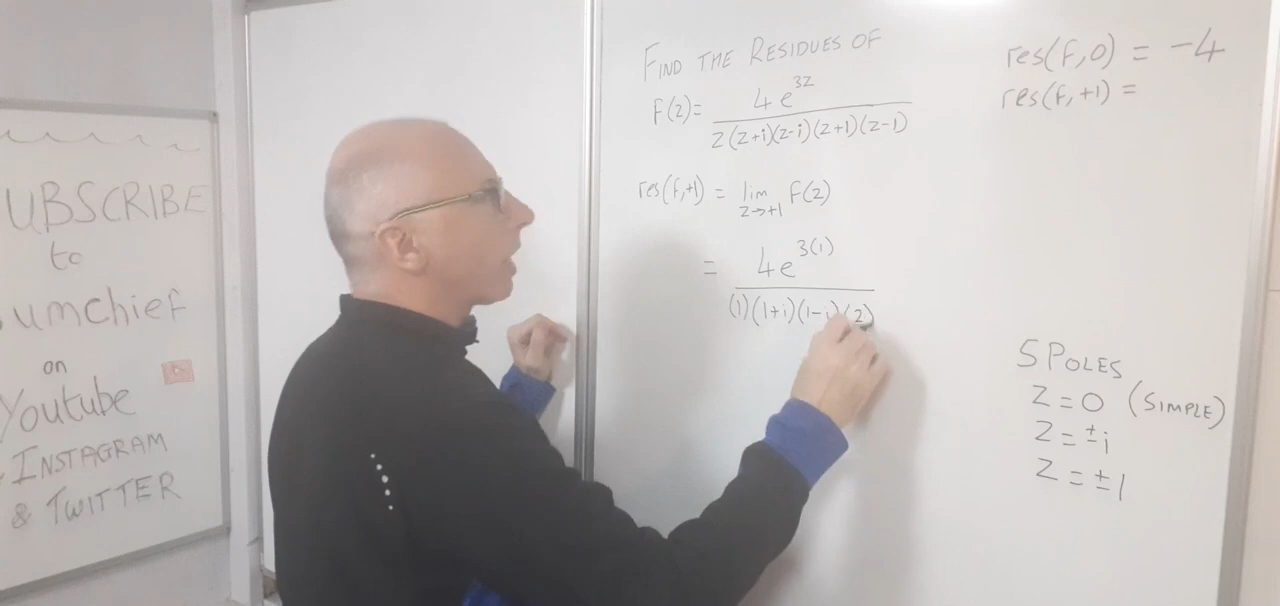 UBSCRIBE
to
umchief
on
Youtube
INSTAGRAM
& TWITTER
FIND THE RESIDUES OF
F(z)= 4e^{3z}
z(z+i)(z-i)(z+1)(z-1)
res(f,+1) = lim F(z)
z→+1
= 4e^{3(1)}
(1)(1+i)(1-i)(2)
res(f,0) = -4
res(f,+1) =
5 POLES
z=0 (SIMPLE)
z=±i
z=±1